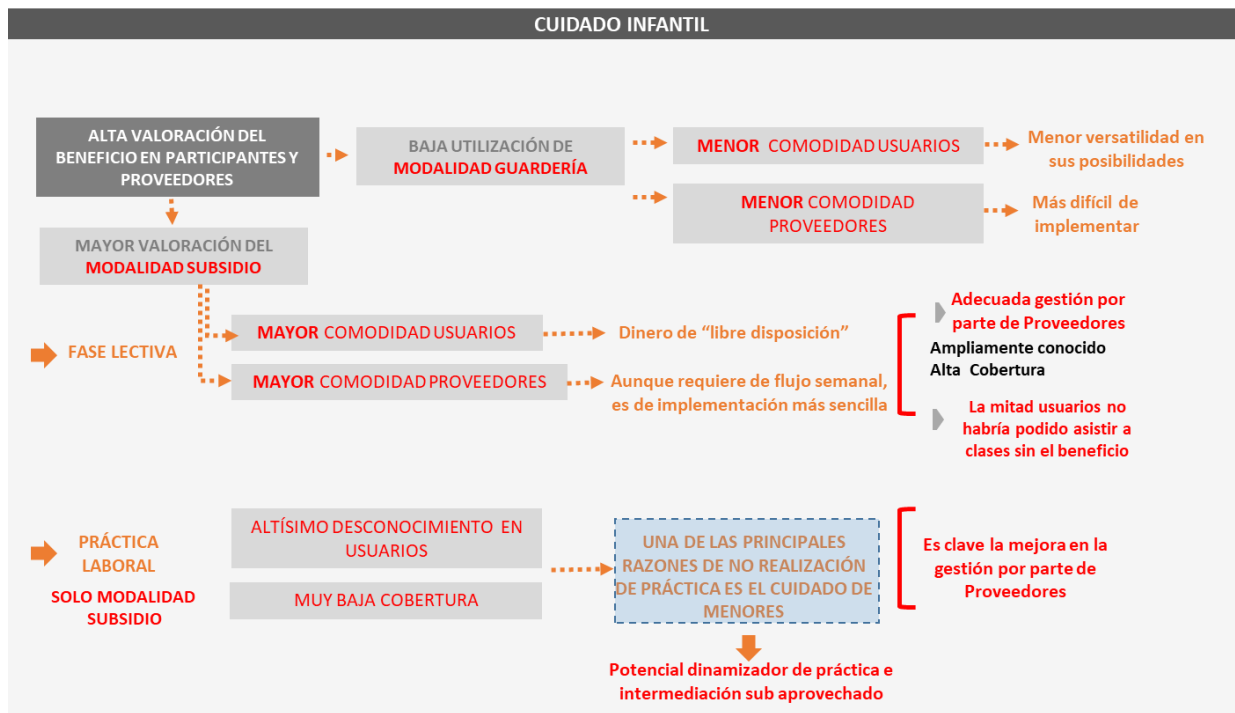 CUIDADO INFANTIL
ALTA VALORACIÓN DEL
BENEFICIO EN PARTICIPANTES Y
PROVEEDORES
BAJA UTILIZACIÓN DE
MODALIDAD GUARDERÍA
MENOR COMODIDAD USUARIOS
Menor versatilidad en
sus posibilidades
MENOR COMODIDAD
PROVEEDORES
Más difícil de
implementar
MAYOR VALORACIÓN DEL
MODALIDAD SUBSIDIO
FASE LECTIVA
MAYOR COMODIDAD USUARIOS
Dinero de “libre disposición”
MAYOR COMODIDAD PROVEEDORES
Aunque requiere de flujo semanal,
es de implementación más sencilla
Adecuada gestión por
parte de Proveedores
Ampliamente conocido
Alta Cobertura
La mitad usuarios no
habría podido asistir a
clases sin el beneficio
PRÁCTICA
LABORAL
SOLO MODALIDAD
SUBSIDIO
ALTÍSIMO DESCONOCIMIENTO EN
USUARIOS
MUY BAJA COBERTURA
UNA DE LAS PRINCIPALES
RAZONES DE NO REALIZACIÓN
DE PRÁCTICA ES EL CUIDADO DE
MENORES
Es clave la mejora en la
gestión por parte de
Proveedores
Potencial dinamizador de práctica e
intermediación sub aprovechado